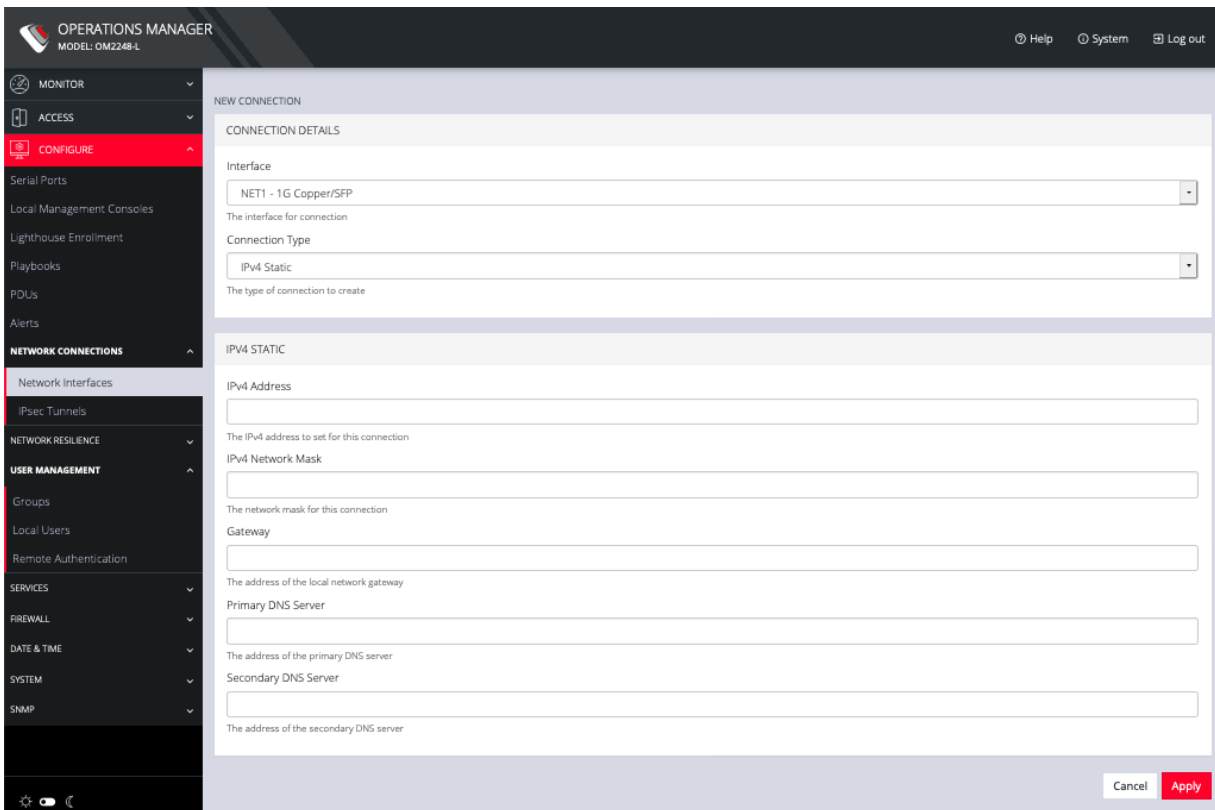 OPERATIONS MANAGER
MODEL: OM2248-L
Help System Log out
MONITOR
ACCESS
CONFIGURE
Serial Ports
Local Management Consoles
Lighthouse Enrollment
Playbooks
PDUs
Alerts
NETWORK CONNECTIONS
Network Interfaces
IPsec Tunnels
NETWORK RESILIENCE
USER MANAGEMENT
Groups
Local Users
Remote Authentication
SERVICES
FIREWALL
DATE & TIME
SYSTEM
SNMP
NEW CONNECTION
CONNECTION DETAILS
Interface
NET1 - 1G Copper/SFP
The interface for connection
Connection Type
IPv4 Static
The type of connection to create
IPV4 STATIC
IPv4 Address
The IPv4 address to set for this connection
IPv4 Network Mask
The network mask for this connection
Gateway
The address of the local network gateway
Primary DNS Server
The address of the primary DNS server
Secondary DNS Server
The address of the secondary DNS server
Cancel Apply